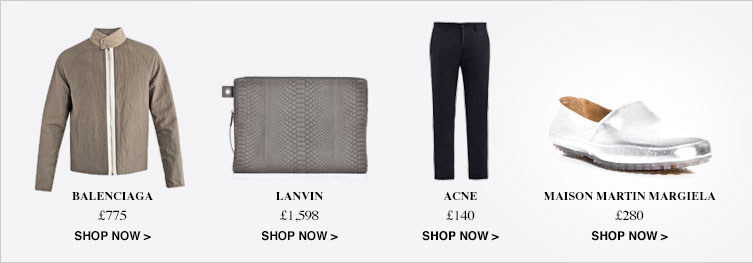 BALENCIAGA
£775
SHOP NOW >
LANVIN
£1,598
SHOP NOW >
ACNE
£140
SHOP NOW >
MAISON MARTIN MARGIELA
£280
SHOP NOW >